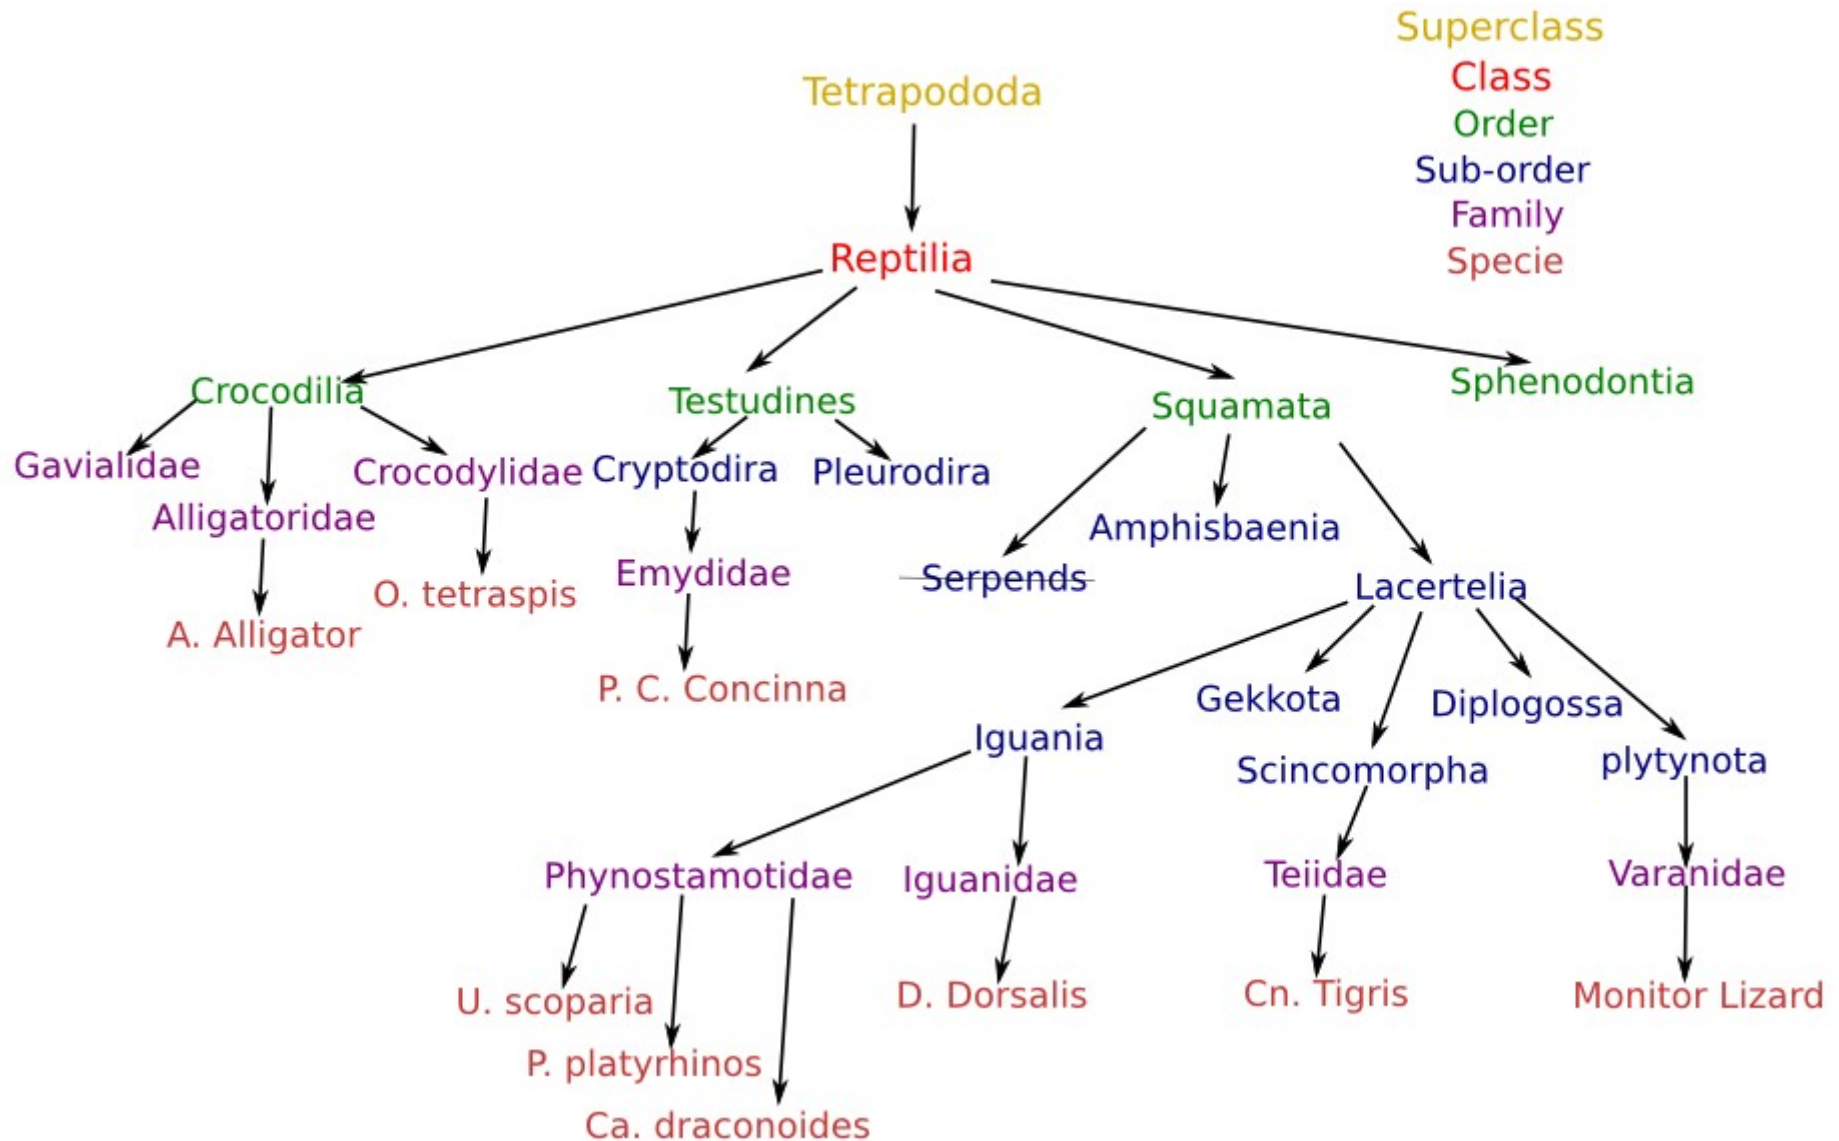 Superclass
Class
Order
Sub-order
Family
Specie
Tetrapododa
Reptilia
Crocodilia
Testudines
Squamata
Sphenodontia
Gavialidae
Alligatoridae
Crocodylidae
Cryptodira
Pleurodira
Amphisbaenia
Serpends
Lacertelia
A. Alligator
O. tetraspis
Emydidae
P. C. Concinna
Iguania
Gekkota
Scincomorpha
Diplogossa
plytynota
Phynostamotidae
Iguanidae
Teiidae
Varanidae
U. scoparia
P. platyrhinos
Ca. draconoides
D. Dorsalis
Cn. Tigris
Monitor Lizard